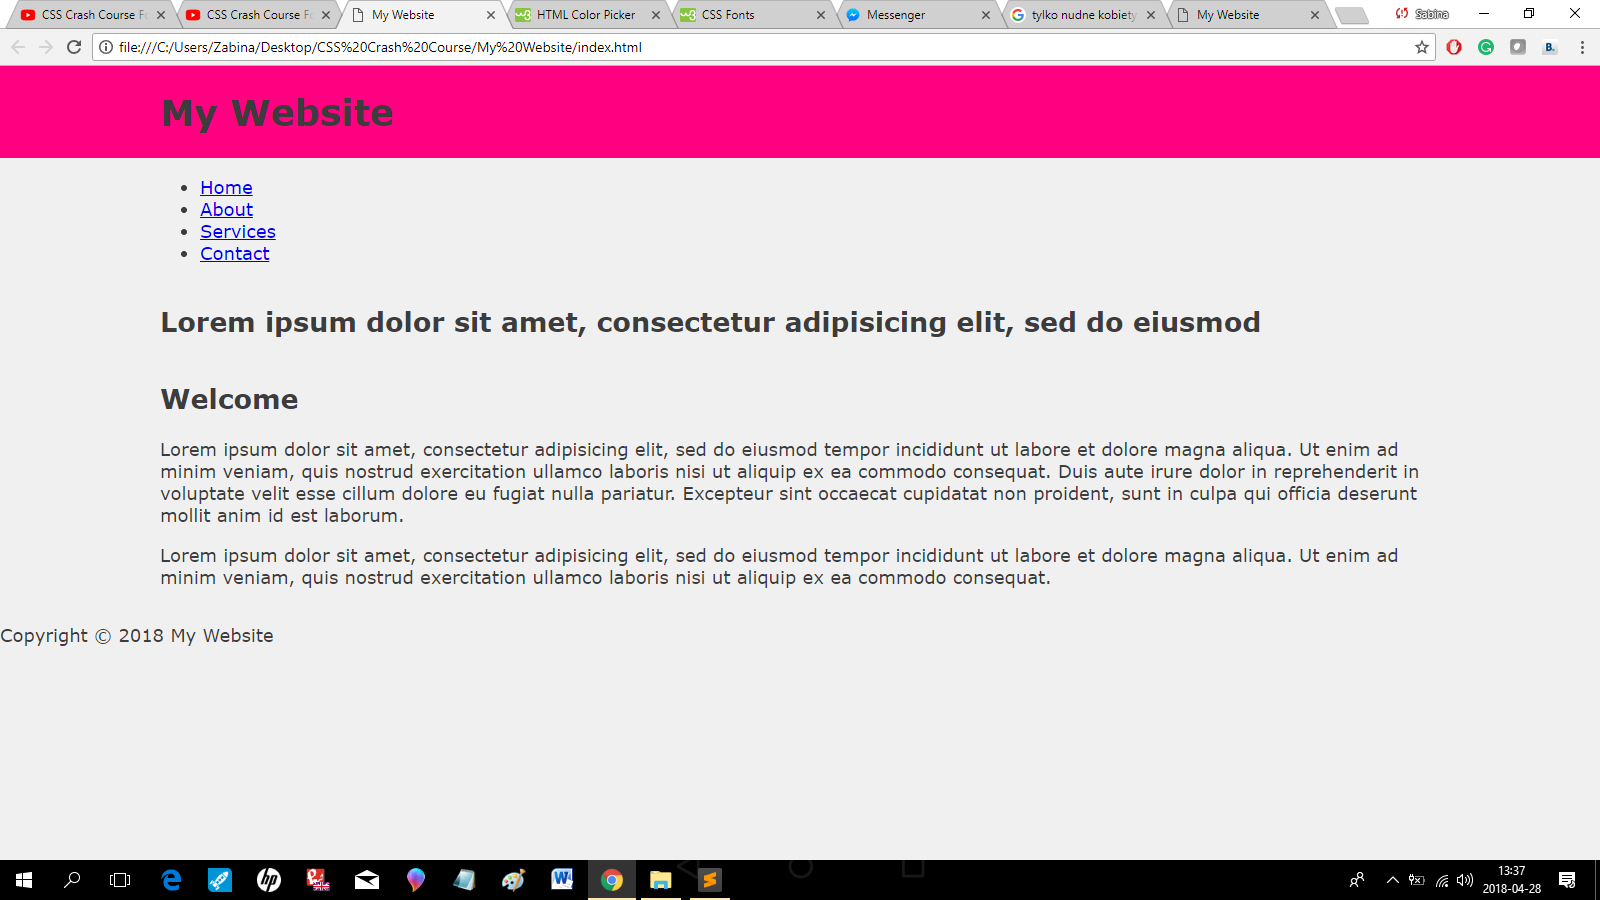 CSS Crash Course Fo
CSS Crash Course Fo
My Website
HTML Color Picker
CSS Fonts
Messenger
tylko nudne kobiety
My Website
Sabina
file:///C:/Users/Zabina/Desktop/CSS%20Crash%20Course/My%20Website/index.html
B.
My Website
Home
About
Services
Contact
Lorem ipsum dolor sit amet, consectetur adipisicing elit, sed do eiusmod
Welcome
Lorem ipsum dolor sit amet, consectetur adipisicing elit, sed do eiusmod tempor incididunt ut labore et dolore magna aliqua. Ut enim ad
minim veniam, quis nostrud exercitation ullamco laboris nisi ut aliquip ex ea commodo consequat. Duis aute irure dolor in reprehenderit in
voluptate velit esse cillum dolore eu fugiat nulla pariatur. Excepteur sint occaecat cupidatat non proident, sunt in culpa qui officia deserunt
mollit anim id est laborum.
Lorem ipsum dolor sit amet, consectetur adipisicing elit, sed do eiusmod tempor incididunt ut labore et dolore magna aliqua. Ut enim ad
minim veniam, quis nostrud exercitation ullamco laboris nisi ut aliquip ex ea commodo consequat.
Copyright © 2018 My Website
13:37
2018-04-28